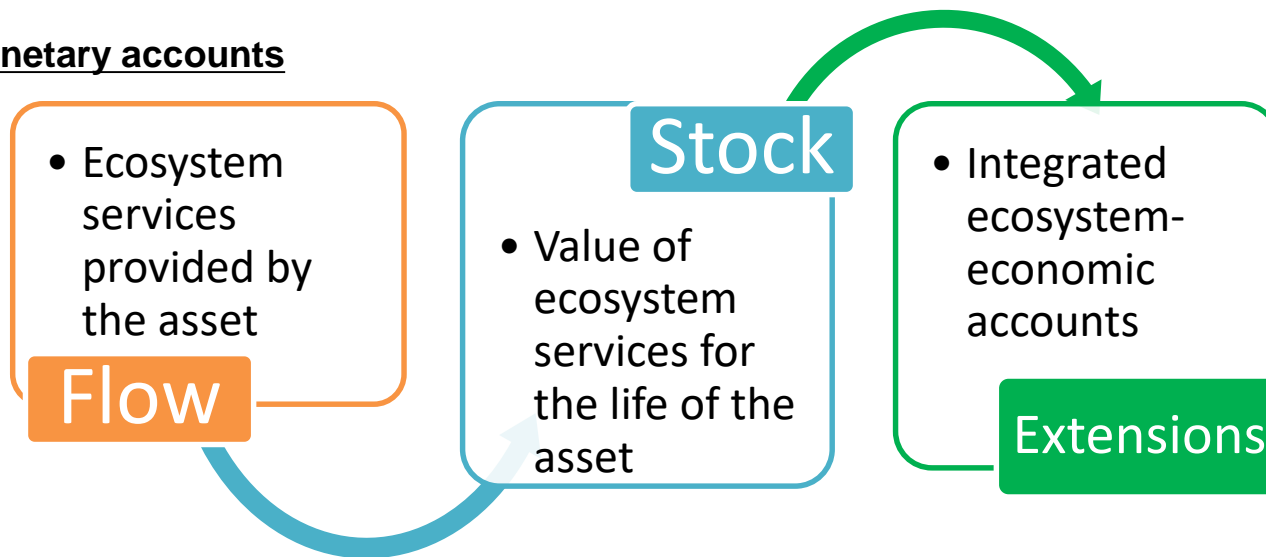 netary accounts
• Ecosystem
services
provided by
the asset
Flow
Stock
• Value of
ecosystem
services for
the life of the
asset
• Integrated
ecosystem-
economic
accounts
Extensions